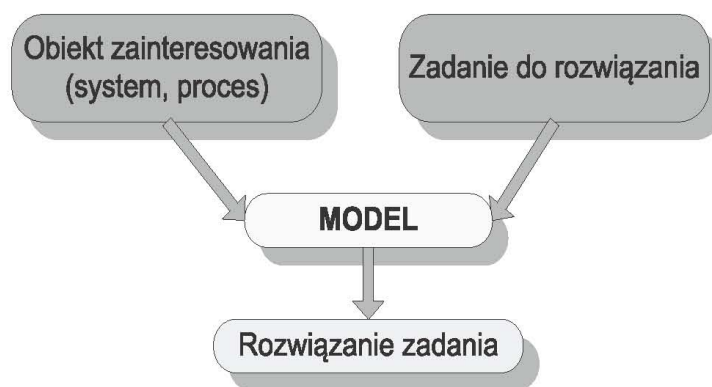 Obiekt zainteresowania
(system, proces)
Zadanie do rozwiązania
MODEL
Rozwiązanie zadania